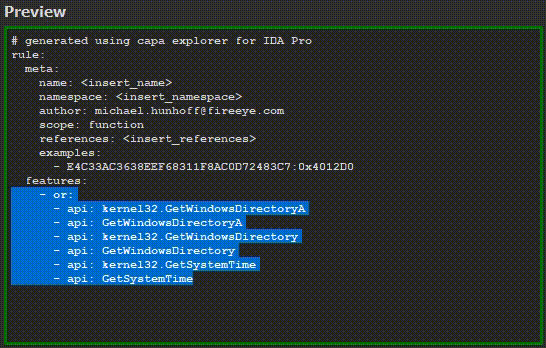 Preview
# generated using capa explorer for IDA Pro
rule:
  meta:
    name: <insert_name>
    namespace: <insert_namespace>
    author: michael.hunhoff@fireeye.com
    scope: function
    references: <insert_references>
    examples:
      - E4C33AC3638EEF68311F8AC0D72483C7:0x4012D0
  features:
    - or:
      - api: kernel32.GetWindowsDirectoryA
      - api: GetWindowsDirectoryA
      - api: kernel32.GetWindowsDirectory
      - api: GetWindowsDirectory
      - api: kernel32.GetSystemTime
      - api: GetSystemTime